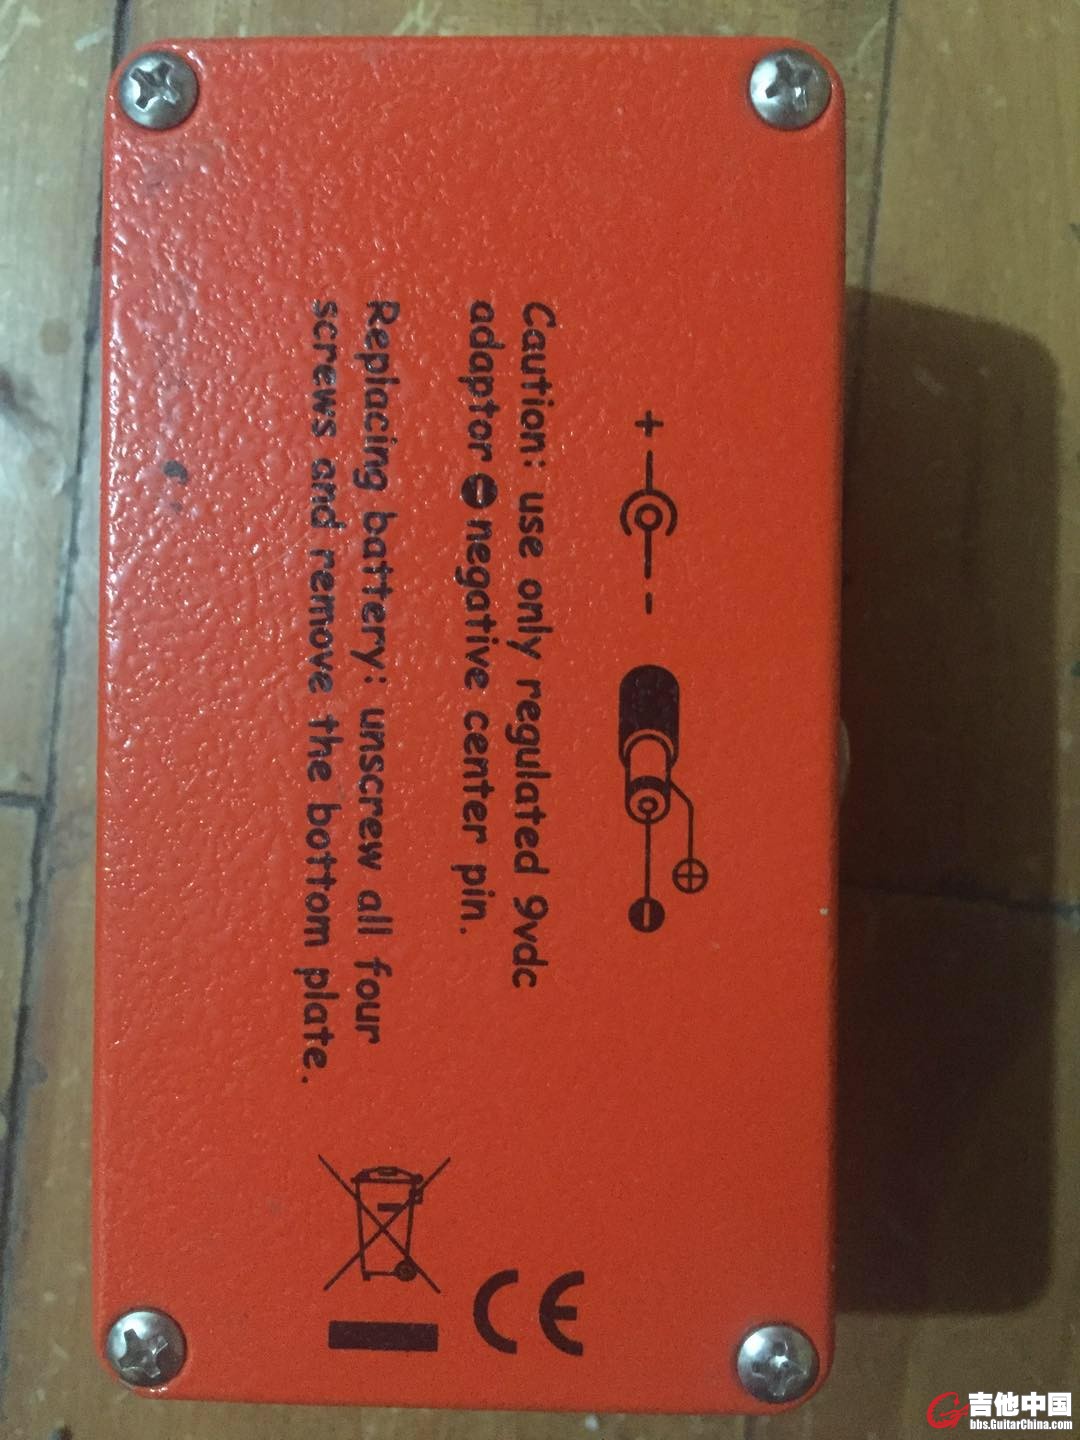 + -
+
-
Caution: use only regulated 9vdc
adaptor - negative center pin.
Replacing battery: unscrew all four
screws and remove the bottom plate.
CE
吉他中国
bbs.GuitarChina.com